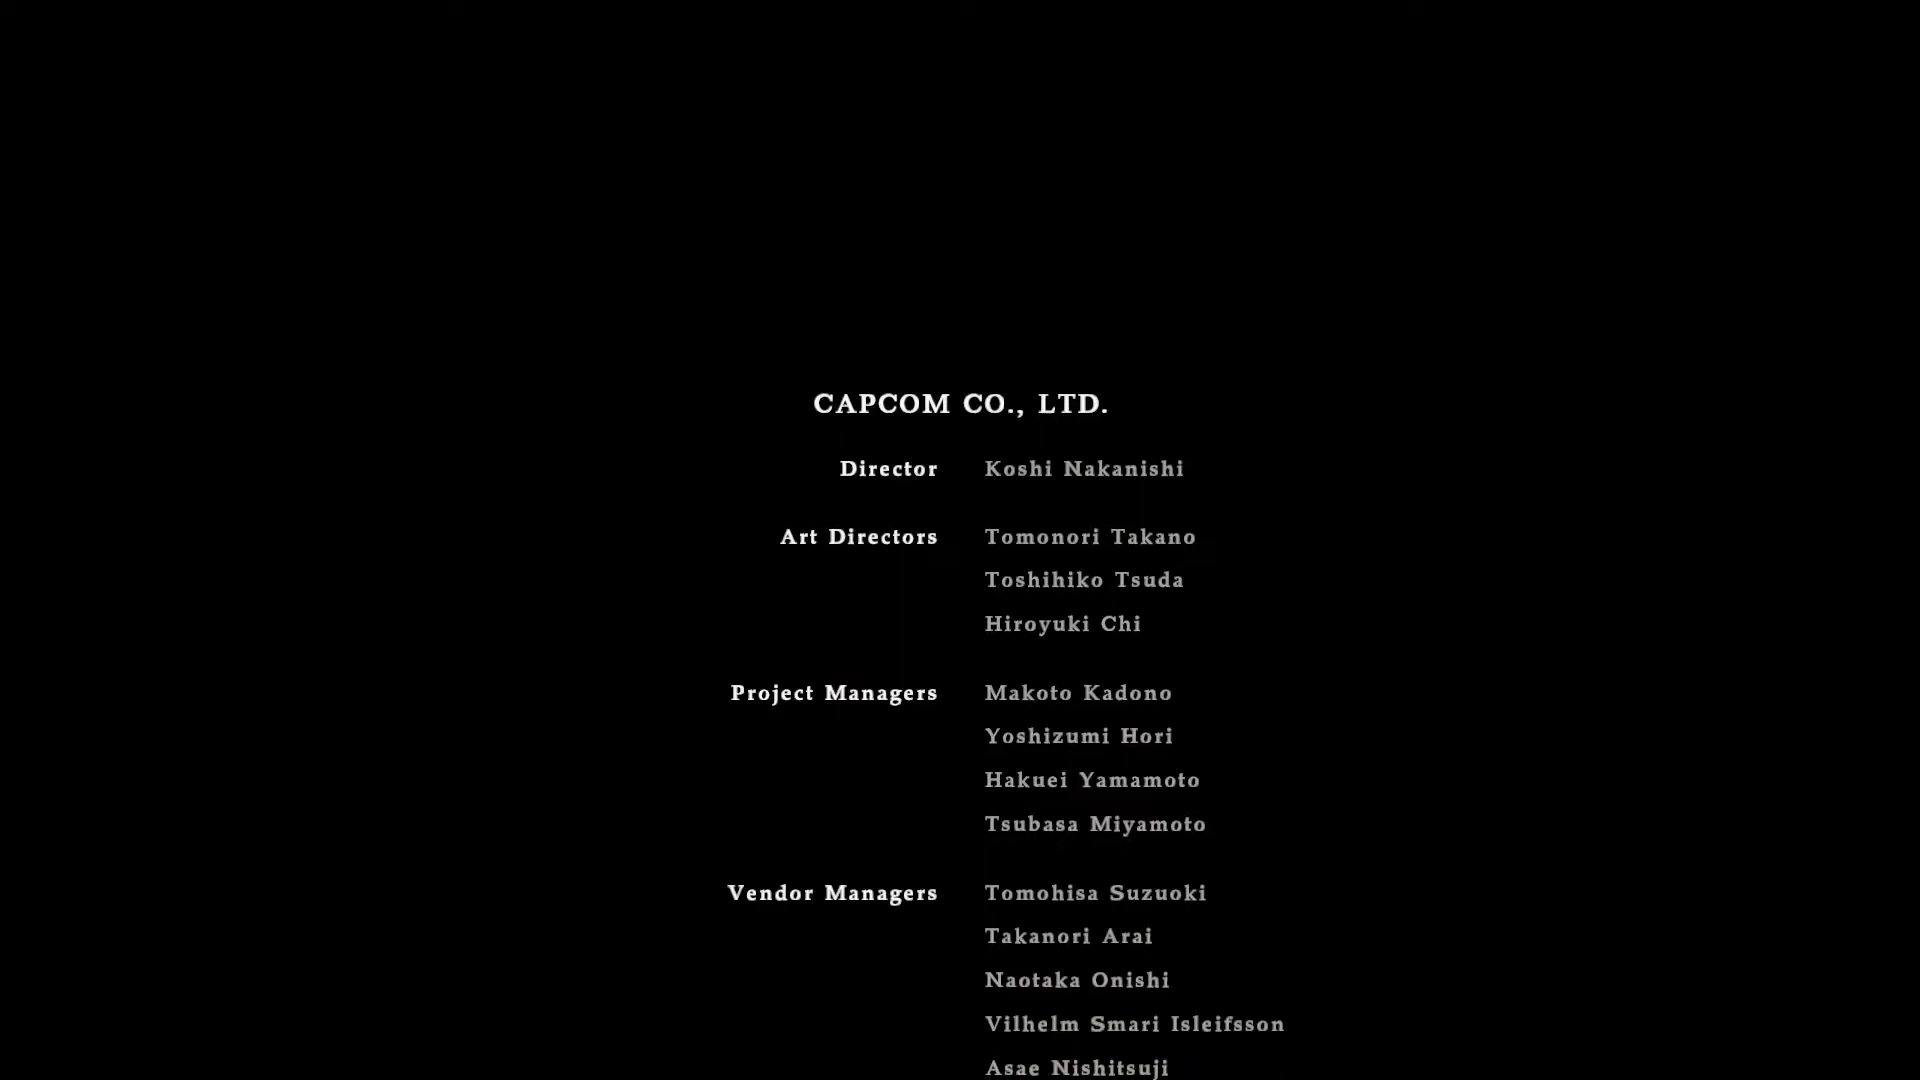 CAPCOM CO., LTD.
Director Koshi Nakanishi
Art Directors Tomonori Takano
Toshihiko Tsuda
Hiroyuki Chi
Project Managers Makoto Kadono
Yoshizumi Hori
Hakuei Yamamoto
Tsubasa Miyamoto
Vendor Managers Tomohisa Suzuoki
Takanori Arai
Naotaka Onishi
Vilhelm Smari Isleifsson
Asae Nishitsuji